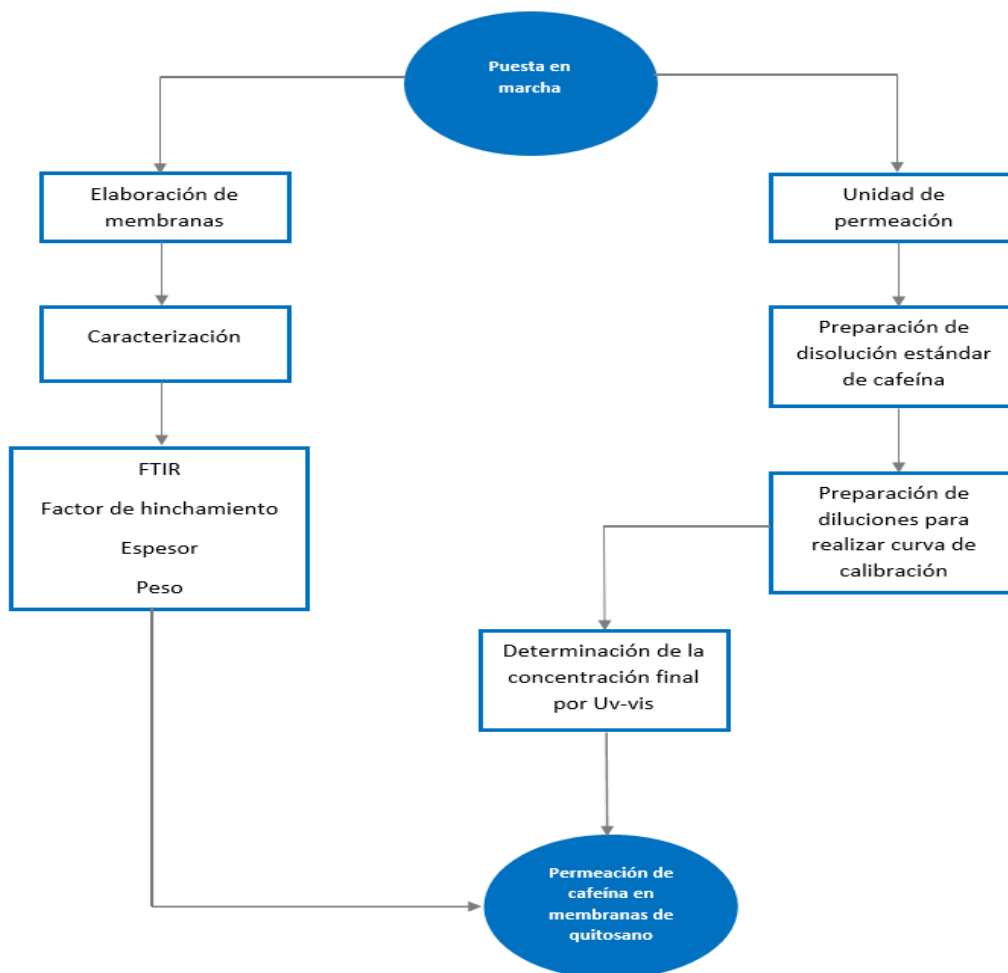 Puesta en
marcha
Elaboración de
membranas
Unidad de
permeación
Caracterización
Preparación de
disolución estándar
de cafeína
FTIR
Factor de hinchamiento
Espesor
Peso
Preparación de
diluciones para
realizar curva de
calibración
Determinación de la
concentración final
por Uv-vis
Permeación de
cafeína en
membranas de
quitosano